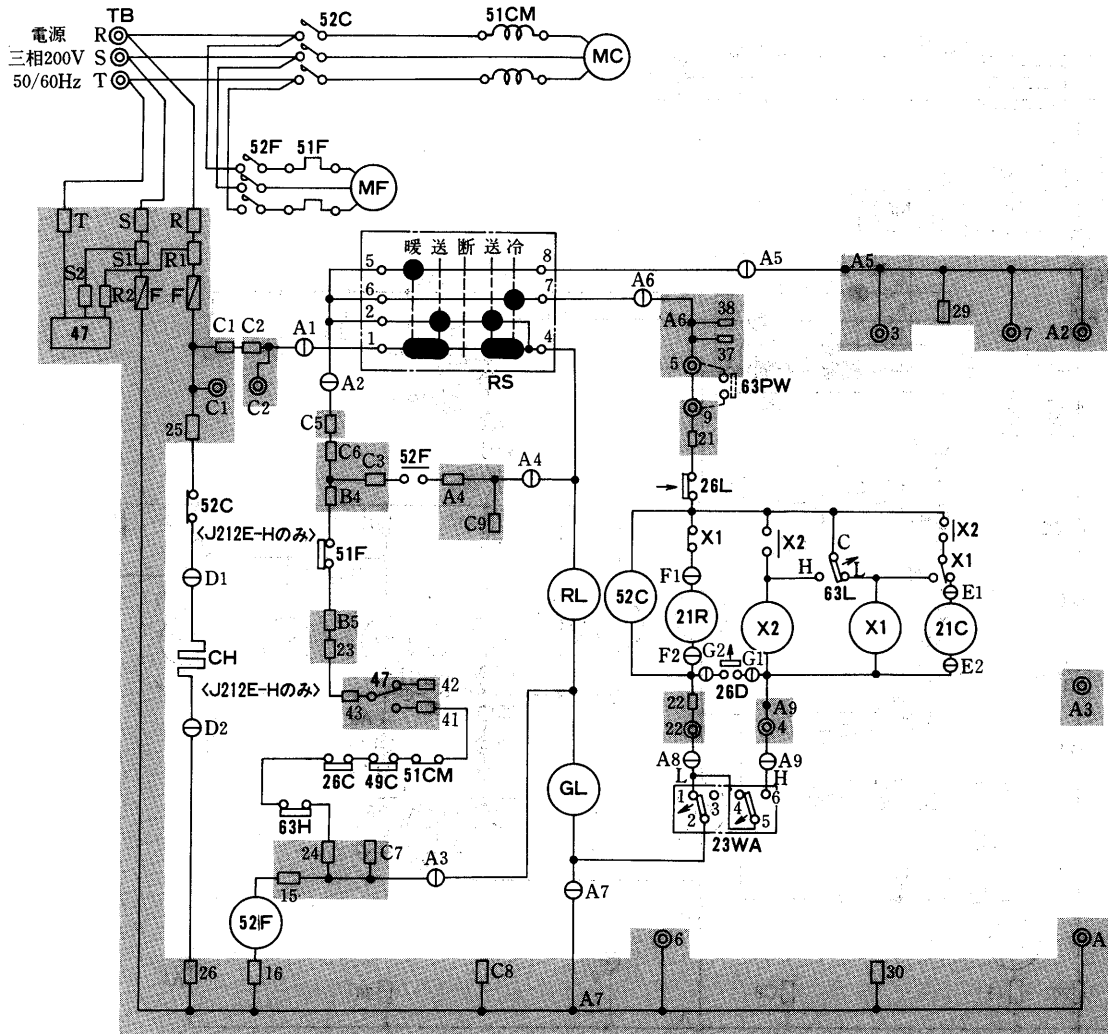 TB
電源 R
三相200V S
50/60Hz T
52C
51CM
MC
52F 51F
MF
T S R
S1 R1
S2
R2 F F
47
暖 送 断 送 冷
5 8
6 7
2
1 4
RS
C1 C2 A1
C1 C2
A2
25
C5
C6 C3 52F A4
B4 A4
C9
A5 A5
A6
38
A6
37
5
63PW
9
21
3 29 7 A2
26L
52C
〈J212E-Hのみ〉
51F
D1
CH
〈J212E-Hのみ〉
D2
B5
23
47 42
43 41
26C 49C 51CM
63H
24 C7 A3
15
52F
26 16 C8
RL
GL
A7
A7
X1 X2 C X2
H L X1
63L
F1 E1
52C 21R X2 X1 21C
F2 G2 G1 E2
26D
22 A9
22 4
A8 A9
L H
1 3 4 6
2 5
23WA
A3
6
30
A